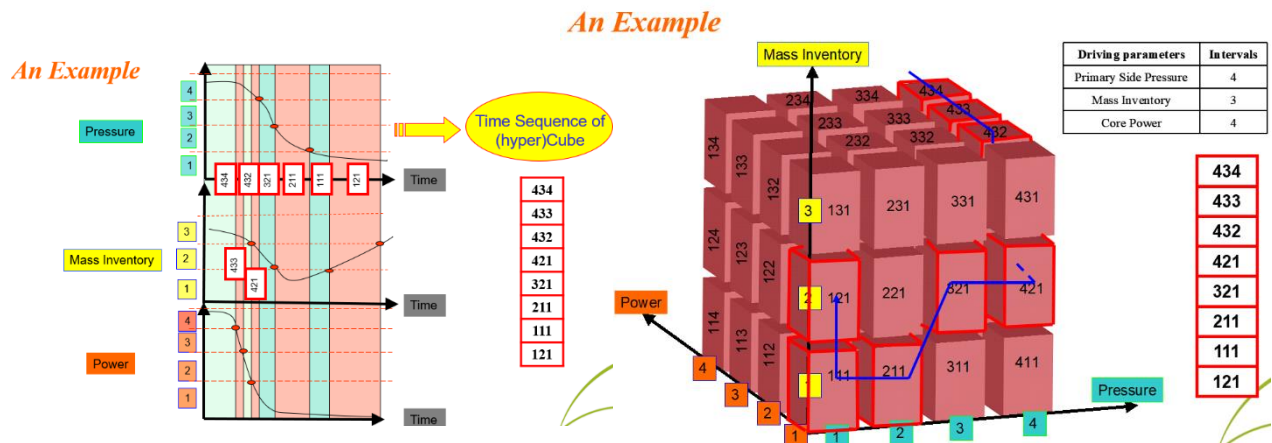 An Example
4
3
2
1
Pressure
434
432
321
211
111
121
Time
3
2
1
Mass Inventory
433
421
Time
4
3
2
1
Power
Time
Time Sequence of
(hyper)Cube
434
433
432
421
321
211
111
121
An Example
Mass Inventory
Driving parameters Intervals
Primary Side Pressure 4
Mass Inventory 3
Core Power 4
234 334 434
233 333 433
232 332 432
134 133 132
3 131 231 331 431
124 123 122
2 121 221 321 421
114 113 112
1 111 211 311 411
Power
4
3
2
1
1 2 3 4
Pressure
434
433
432
421
321
211
111
121